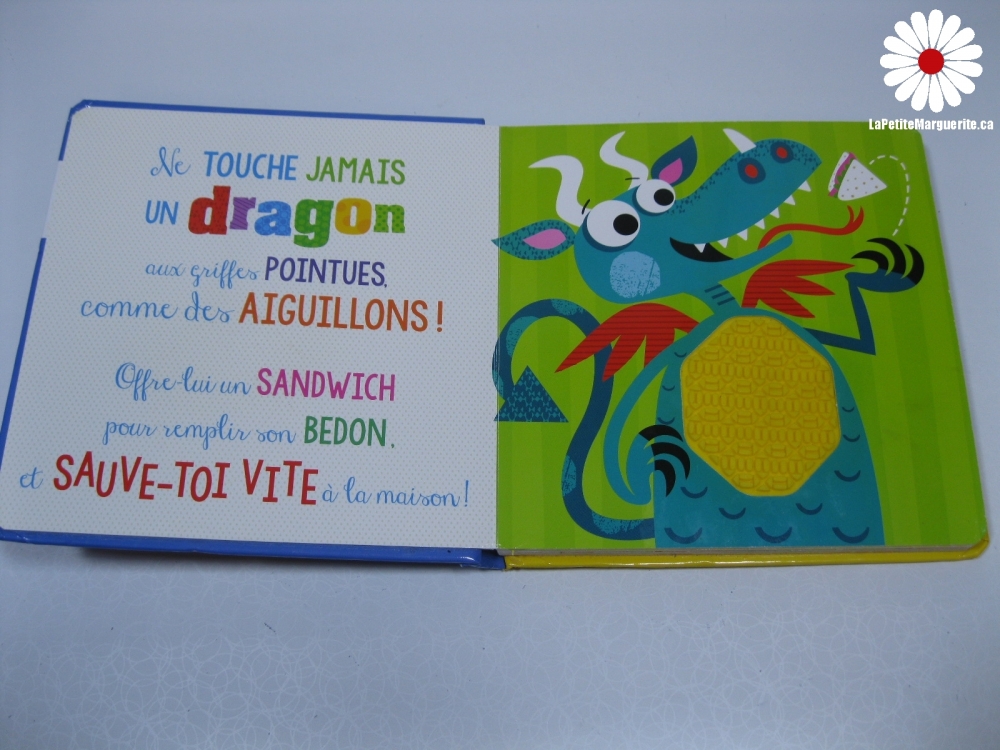 LaPetiteMarguerite.ca
Ne TOUCHE JAMAIS
UN dragon
aux griffes POINTUES,
comme des AIGUILLONS !
Offre-lui un SANDWICH
pour remplir son BEDON,
et SAUVE-TOI VITE à la maison !